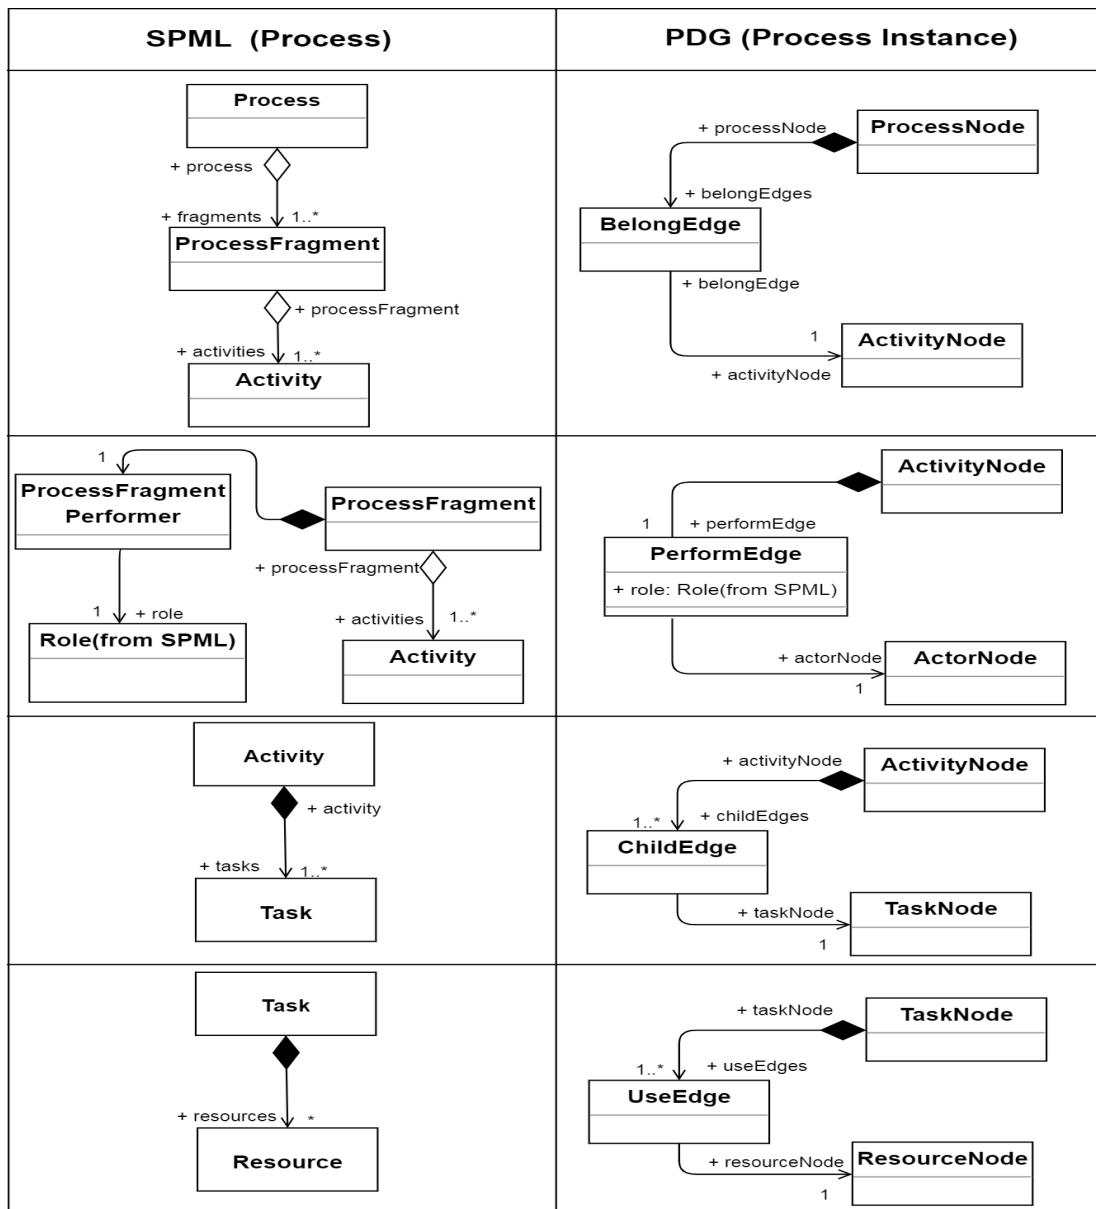 SPML (Process)
PDG (Process Instance)
Process
+ process
+ fragments 1..*
ProcessFragment
+ processFragment
+ activities 1..*
Activity
+ processNode
ProcessNode
+ belongEdges
BelongEdge
+ belongEdge
1
ActivityNode
+ activityNode
1
ProcessFragment
Performer
ProcessFragment
+ processFragment
1 + role
+ activities 1..*
Role(from SPML)
Activity
ActivityNode
1 + performEdge
PerformEdge
+ role: Role(from SPML)
+ actorNode
1
ActorNode
Activity
+ activity
+ tasks 1..*
Task
+ activityNode
ActivityNode
1..* + childEdges
ChildEdge
+ taskNode
1
TaskNode
Task
+ resources *
Resource
+ taskNode
TaskNode
1..* + useEdges
UseEdge
+ resourceNode
1
ResourceNode